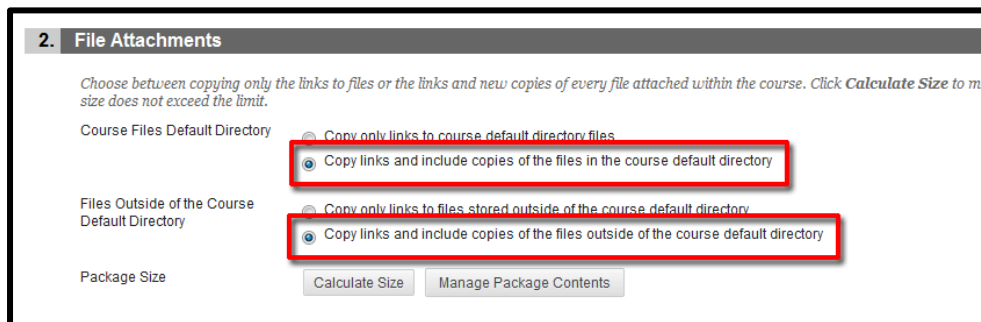 2. File Attachments
Choose between copying only the links to files or the links and new copies of every file attached within the course. Click Calculate Size to m
size does not exceed the limit.
Course Files Default Directory
Copy only links to course default directory files
Copy links and include copies of the files in the course default directory
Files Outside of the Course
Default Directory
Copy only links to files stored outside of the course default directory
Copy links and include copies of the files outside of the course default directory
Package Size
Calculate Size Manage Package Contents